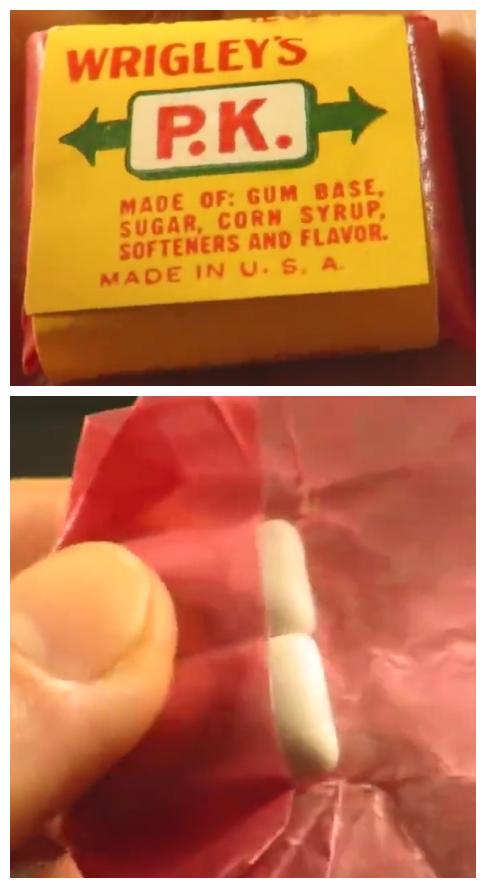 WRIGLEY'S
P.K.
MADE OF: GUM BASE,
SUGAR, CORN SYRUP,
SOFTENERS AND FLAVOR.
MADE IN U. S. A.